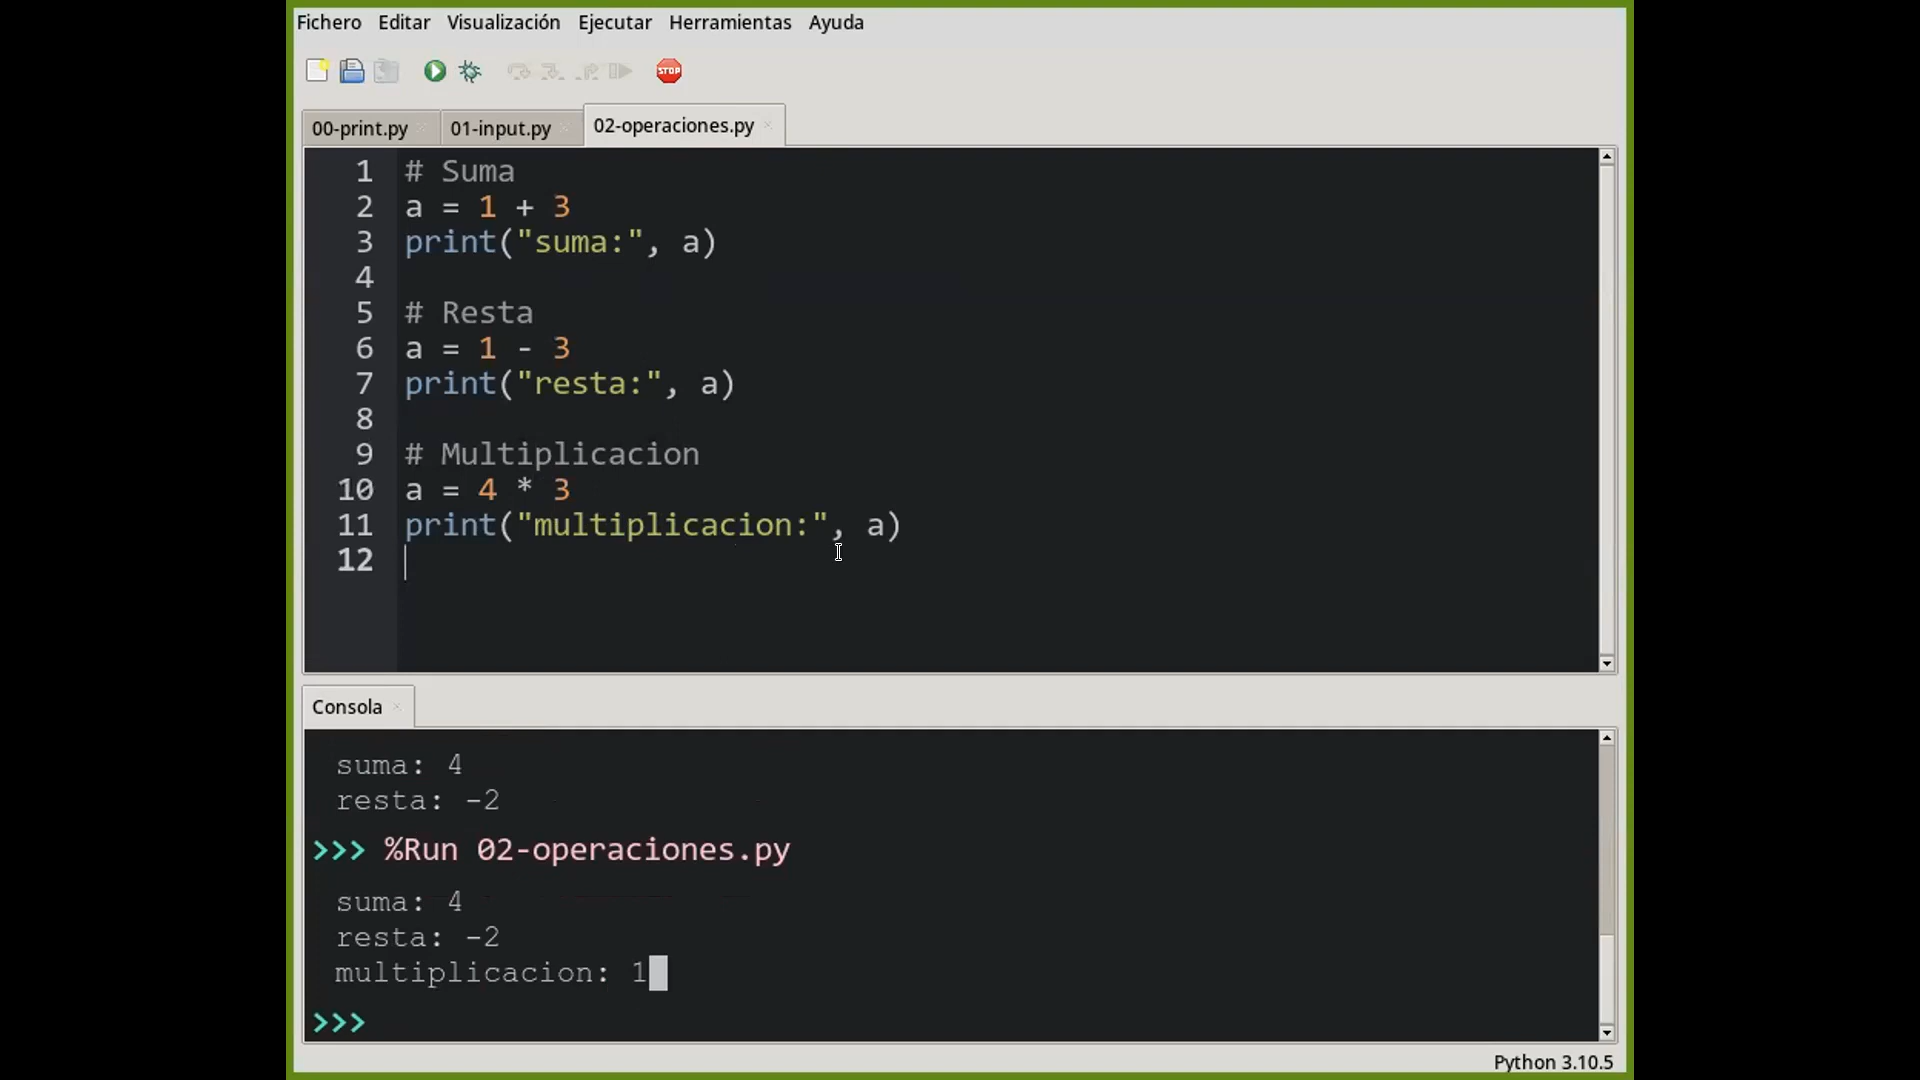 Fichero Editar Visualización Ejecutar Herramientas Ayuda
STOP
00-print.py 01-input.py 02-operaciones.py
1 # Suma
2 a = 1 + 3
3 print("suma:", a)
4
5 # Resta
6 a = 1 - 3
7 print("resta:", a)
8
9 # Multiplicacion
10 a = 4 * 3
11 print("multiplicacion:", a)
12
Consola
suma: 4
resta: -2
>>> %Run 02-operaciones.py
suma: 4
resta: -2
multiplicacion: 1
>>>
Python 3.10.5